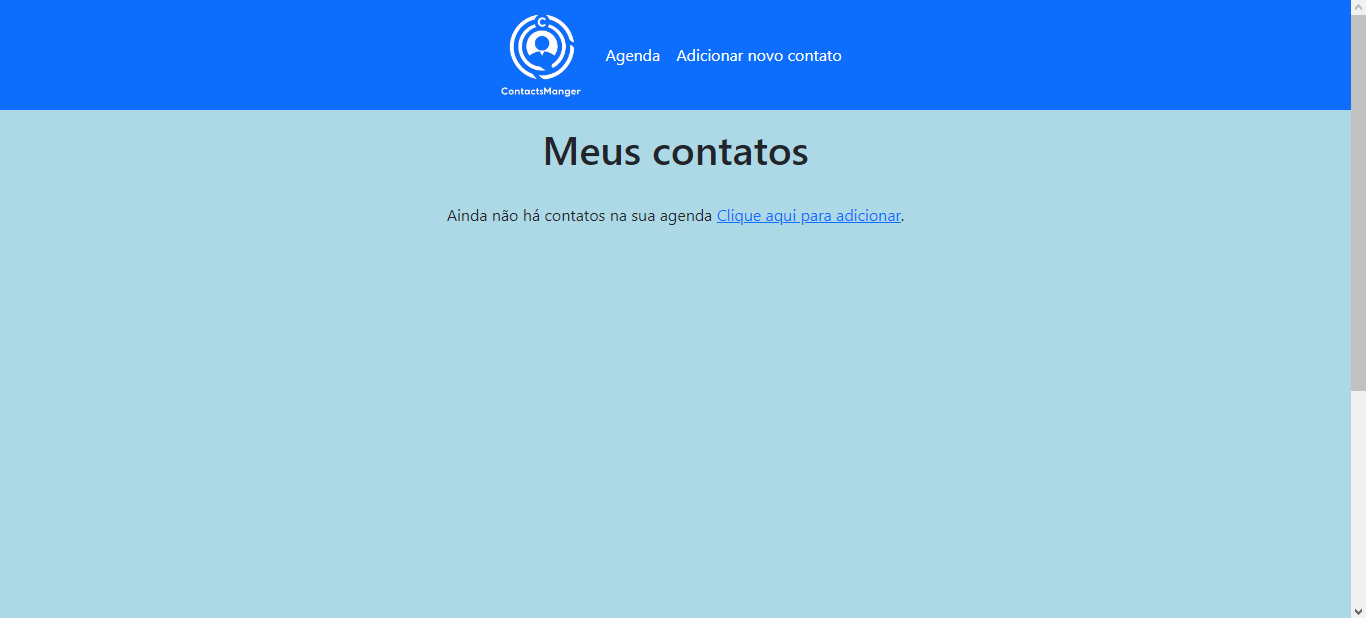 C
ContactsManger
Agenda Adicionar novo contato
Meus contatos
Ainda não há contatos na sua agenda Clique aqui para adicionar.